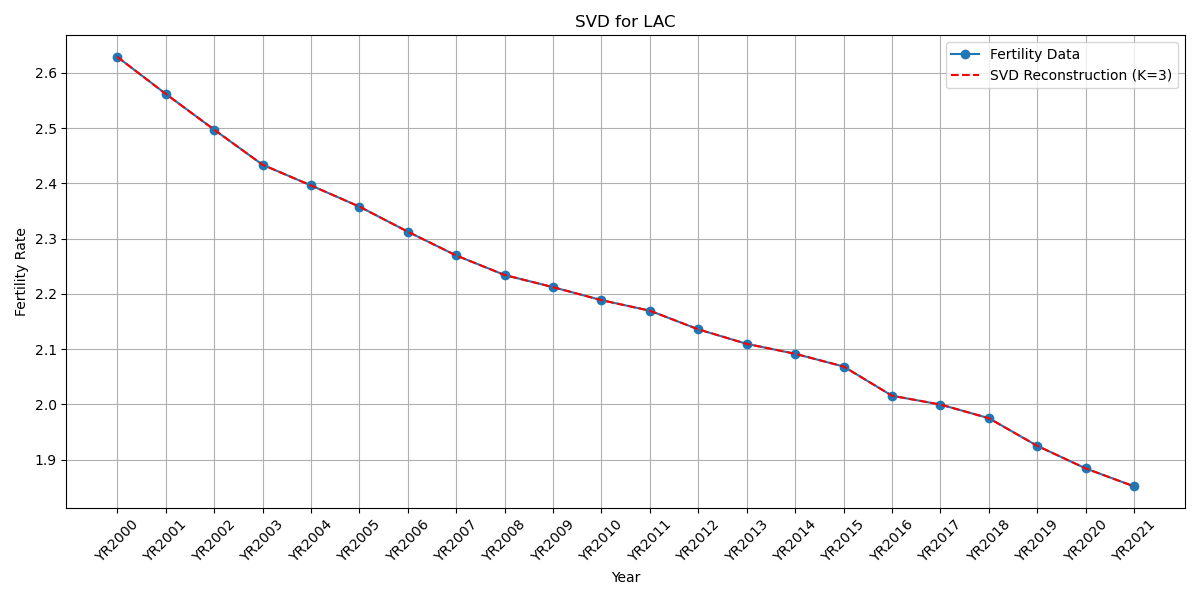 SVD for LAC
Fertility Data
SVD Reconstruction (K=3)
Fertility Rate
2.6
2.5
2.4
2.3
2.2
2.1
2.0
1.9
YR2000
YR2001
YR2002
YR2003
YR2004
YR2005
YR2006
YR2007
YR2008
YR2009
YR2010
YR2011
YR2012
YR2013
YR2014
YR2015
YR2016
YR2017
YR2018
YR2019
YR2020
YR2021
Year